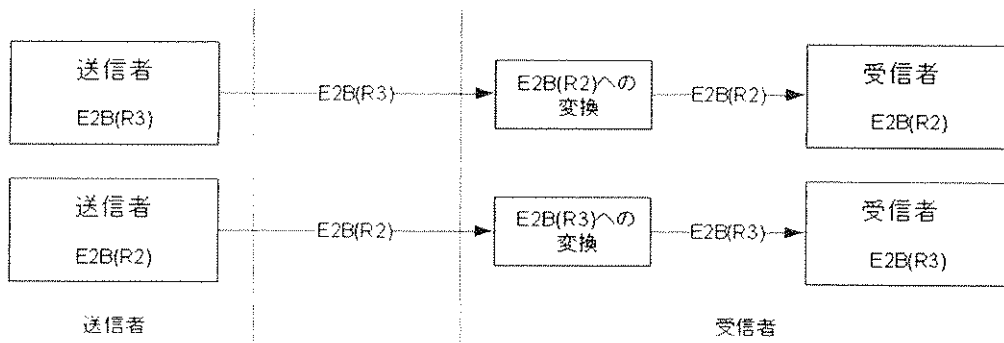 送信者
E2B(R3)
E2B(R3)
E2B(R2)への
変換
E2B(R2)
受信者
E2B(R2)
送信者
E2B(R2)
E2B(R2)
E2B(R3)への
変換
E2B(R3)
受信者
E2B(R3)
送信者
受信者